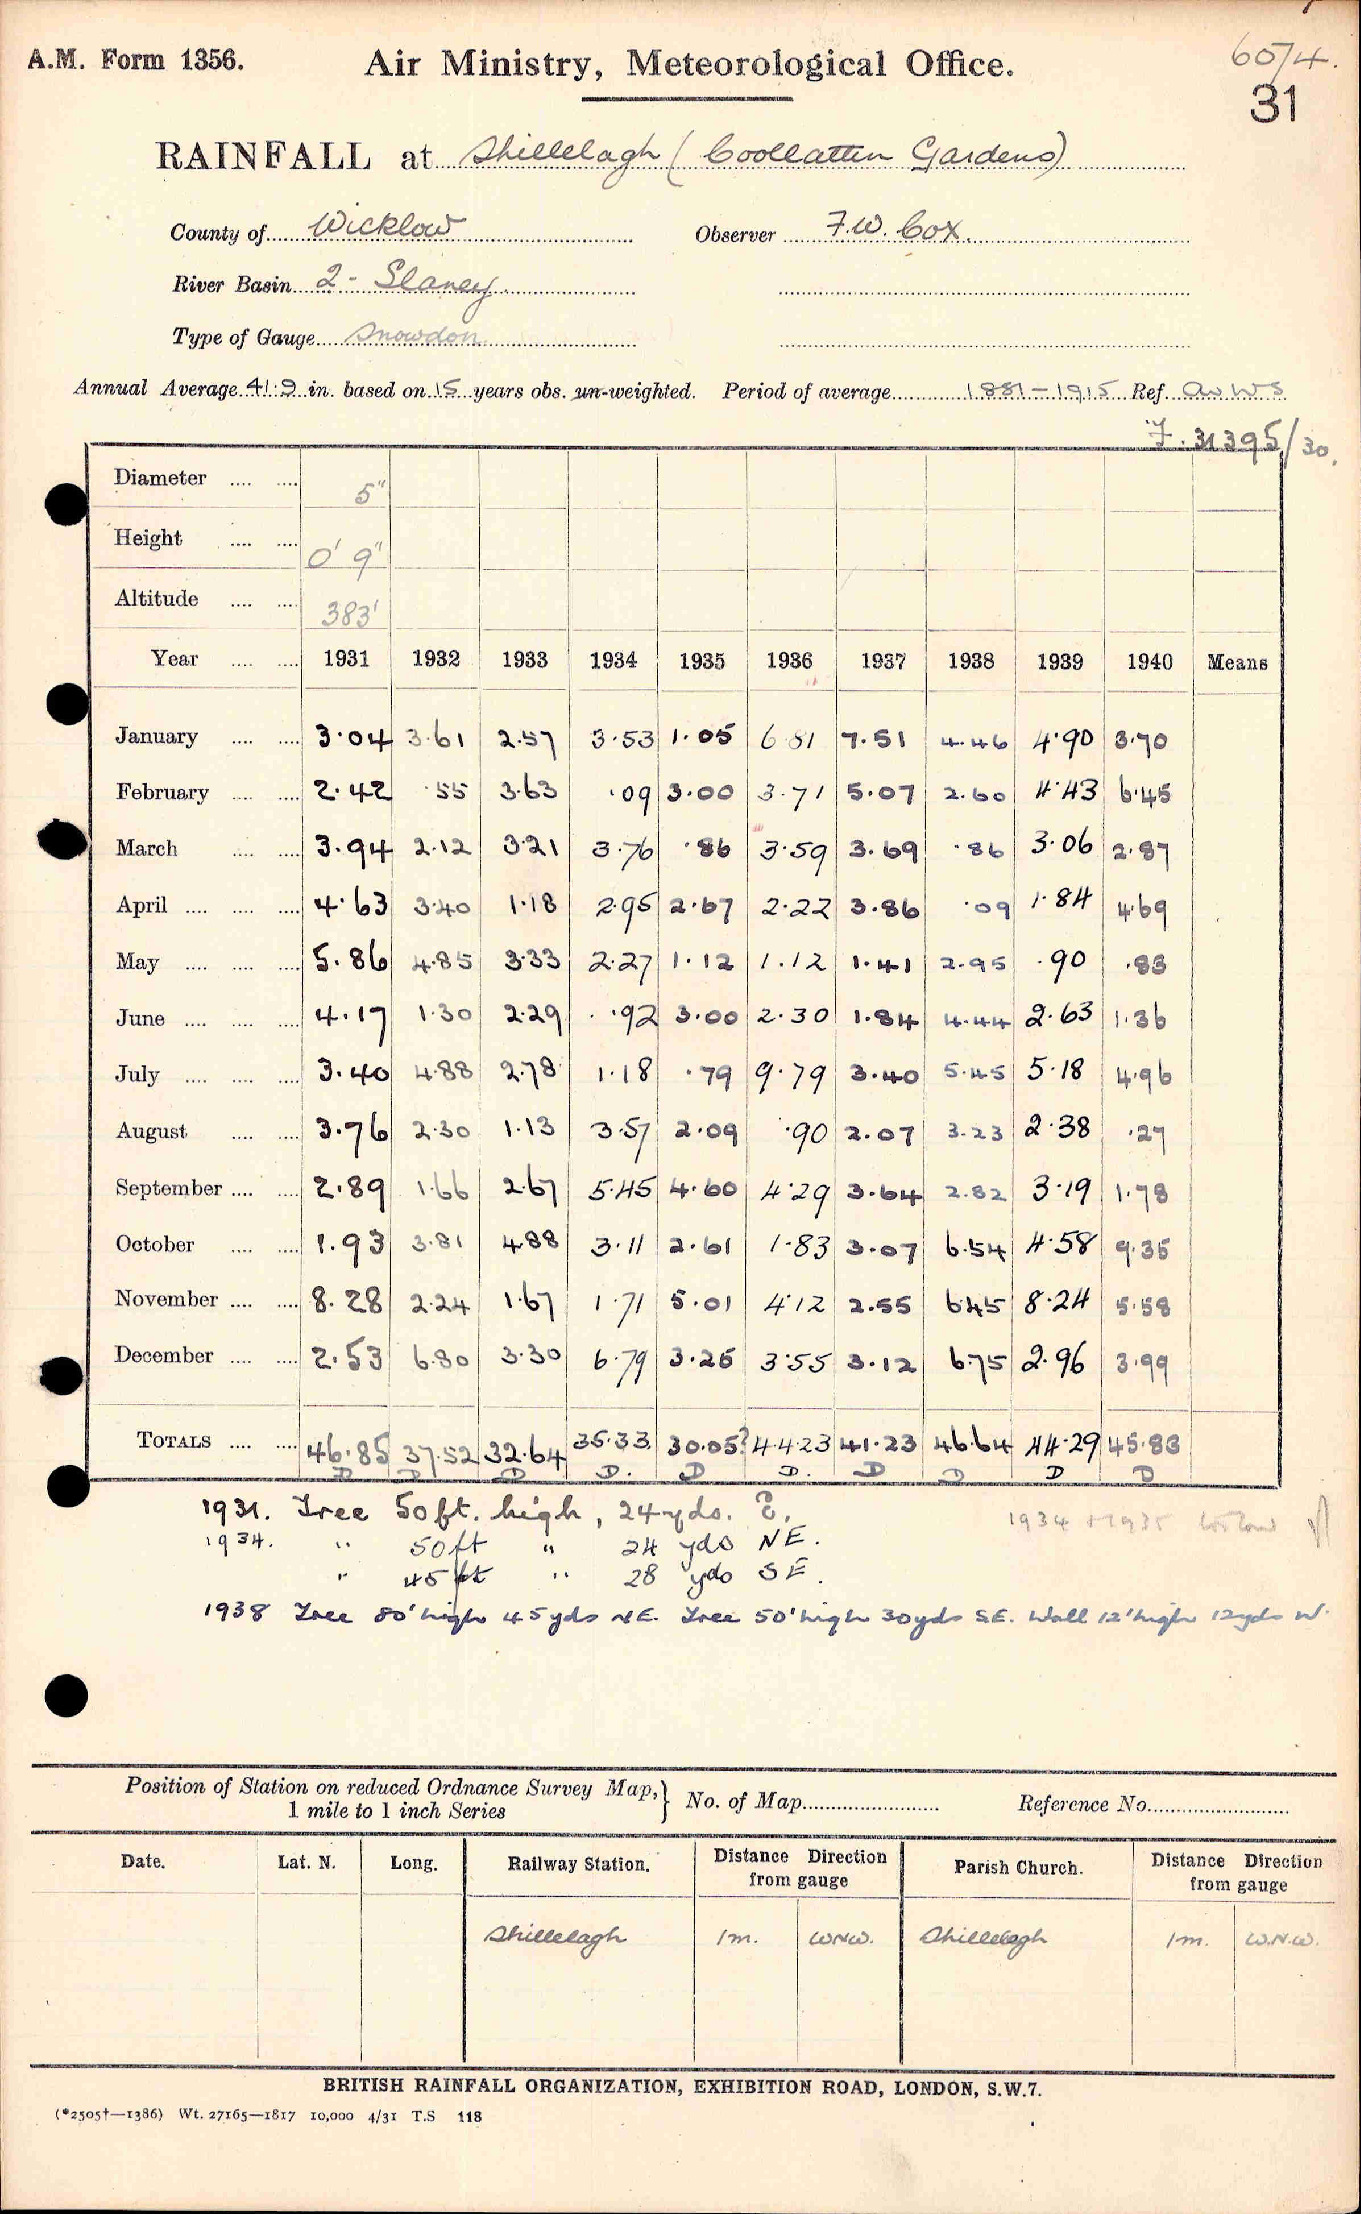 A.M. Form 1356.
Air Ministry, Meteorological Office.
607/4.
31
RAINFALL at Shillelagh (Coollattin Gardens)
County of Wicklow Observer F.W. Cox.
River Basin 2 - Slaney.
Type of Gauge Snowdon
Annual Average 41.9 in. based on 15 years obs. un-weighted. Period of average 1881-1915 Ref. Av. W S
F. 31395/30.
Diameter .... .... 5"
Height .... .... 0' 9"
Altitude .... .... 383'
Year .... .... 1931 1932 1933 1934 1935 1936 1937 1938 1939 1940 Means
January .... .... 3.04 3.61 2.57 3.53 1.05 6.81 7.51 4.46 4.90 3.70
February .... .... 2.42 .55 3.63 .09 3.00 3.71 5.07 2.60 4.43 6.45
March .... .... 3.94 2.12 3.21 3.76 .86 3.59 3.69 .86 3.06 2.87
April .... .... .... 4.63 3.40 1.18 2.95 2.67 2.22 3.86 .09 1.84 4.69
May .... .... .... 5.86 4.85 3.33 2.27 1.12 1.12 1.41 2.95 .90 .83
June .... .... .... 4.17 1.30 2.29 .92 3.00 2.30 1.84 4.44 2.63 1.36
July .... .... .... 3.40 4.88 2.78 1.18 .79 9.79 3.40 5.45 5.18 4.96
August .... .... 3.76 2.30 1.13 3.57 2.09 .90 2.07 3.23 2.38 .27
September .... .... 2.89 1.66 2.67 5.45 4.60 4.29 3.64 2.82 3.19 1.78
October .... .... 1.93 3.81 4.88 3.11 2.61 1.83 3.07 6.54 4.58 9.35
November .... .... 8.28 2.24 1.67 1.71 5.01 4.12 2.55 6.45 8.24 5.58
December .... .... 2.53 6.80 3.30 6.79 3.25 3.55 3.12 6.75 2.96 3.99
TOTALS .... .... 46.85 37.52 32.64 35.33 30.05? 44.23 41.23 46.64 44.29 45.83
D D D D. D D. D D D D
1931. Tree 50ft. high, 24yds. E.
1934 & 1935
1934. " 50ft " 24 yds NE.
" 45ft " 28 yds SE.
1938 Tree 80' high 45yds NE. Tree 50' high 30yds S.E. Wall 12' high 12yds W.
Position of Station on reduced Ordnance Survey Map, 1 mile to 1 inch Series } No. of Map Reference No.
Date. Lat. N. Long. Railway Station. Distance Direction from gauge Parish Church. Distance Direction from gauge
Shillelagh 1m. WNW. Shillelagh 1m. W.N.W.
BRITISH RAINFALL ORGANIZATION, EXHIBITION ROAD, LONDON, S.W.7.
(*2505†—1386) Wt. 27165—1817 10,000 4/31 T.S 118